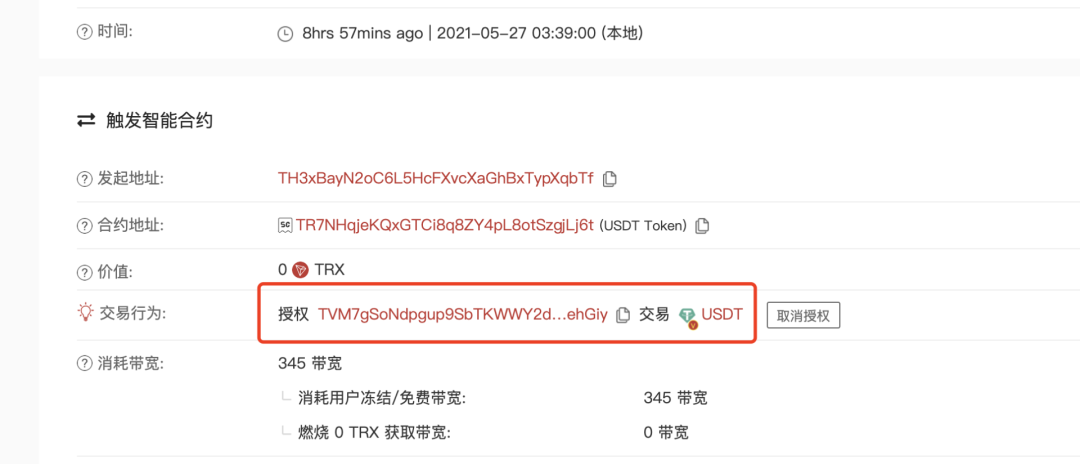 时间: 8hrs 57mins ago | 2021-05-27 03:39:00 (本地)
触发智能合约
发起地址: TH3xBayN2oC6L5HcFXvcXaGhBxTypXqbTf
合约地址: TR7NHqjeKQxGTCi8q8ZY4pL8otSzgjLj6t (USDT Token)
价值: 0 TRX
交易行为: 授权 TVM7gSoNdpgup9SbTKWWY2d...ehGiy 交易 USDT 取消授权
消耗带宽: 345 带宽
消耗用户冻结/免费带宽: 345 带宽
燃烧 0 TRX 获取带宽: 0 带宽